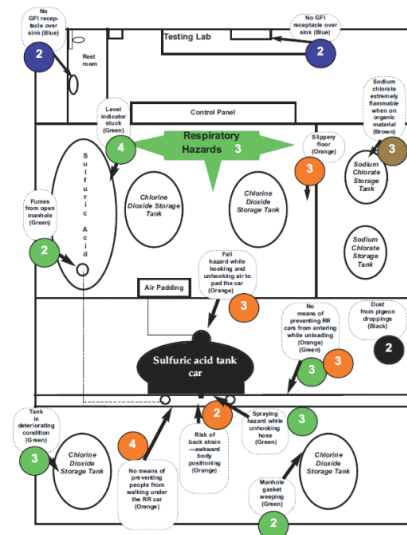 No
GFI recep-
tacle over
sink (Blue)
2
Rest
room
Testing Lab
No GFI
receptacle over
sink (Blue)
2
Sodium
chlorate
extremely
flammable
when on
organic
material
(Brown)
3
Level
indicator
stuck
(Green)
4
Control Panel
Respiratory
Hazards 3
Slippery
floor
(Orange)
3
Sulfuric Acid
Chlorine
Dioxide Storage
Tank
Chlorine
Dioxide Storage
Tank
Sodium
Chlorate
Storage
Tank
Fumes
from open
manhole
(Green)
2
Sodium
Chlorate
Storage
Tank
Fall
hazard while
hooking and
unhooking air to
pad the car
(Orange)
3
Air Padding
No
means of
preventing RR
cars from entering
while unloading
(Orange)
(Green)
3
3
Dust
from pigeon
droppings
(Black)
2
Sulfuric acid tank
car
Tank
in
deteriorating
condition
(Green)
3
Chlorine
Dioxide
Storage Tank
4
No means of
preventing
people from
walking under
the RR car
(Orange)
2
Risk of
back strain
—awkward
body
positioning
(Orange)
Spraying
hazard while
unhooking
hose
(Green)
3
Manhole
gasket
weeping
(Green)
2
Chlorine
Dioxide
Storage Tank